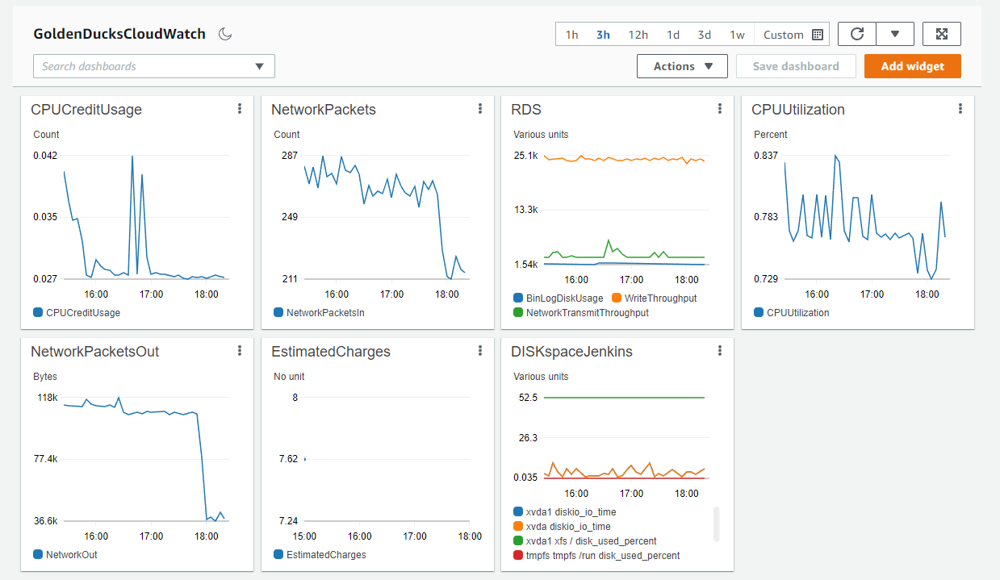 GoldenDucksCloudWatch
1h 3h 12h 1d 3d 1w Custom
Search dashboards
Actions Save dashboard Add widget
CPUCreditUsage
Count
0.042
0.035
0.027
16:00 17:00 18:00
CPUCreditUsage
NetworkPackets
Count
287
249
211
16:00 17:00 18:00
NetworkPacketsIn
RDS
Various units
25.1k
13.3k
1.54k
16:00 17:00 18:00
BinLogDiskUsage WriteThroughput
NetworkTransmitThroughput
CPUUtilization
Percent
0.837
0.783
0.729
16:00 17:00 18:00
CPUUtilization
NetworkPacketsOut
Bytes
118k
77.4k
36.6k
16:00 17:00 18:00
NetworkOut
EstimatedCharges
No unit
8
7.62
7.24
15:00 16:00 17:00 18:00
EstimatedCharges
DISKspaceJenkins
Various units
52.5
26.3
0.035
16:00 17:00 18:00
xvda1 diskio_io_time
xvda diskio_io_time
xvda1 xfs / disk_used_percent
tmpfs tmpfs /run disk_used_percent